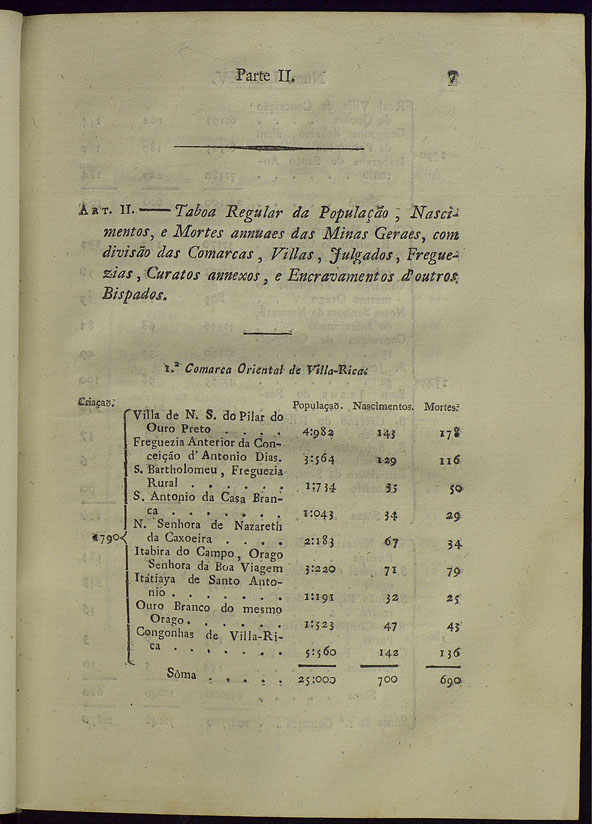 Parte II. 7
ART. II. — Taboa Regular da População, Nasci-
mentos, e Mortes annuaes das Minas Geraes, com
divisão das Comarcas, Villas, Julgados, Fregue-
zias, Curatos annexos, e Encravamentos d'outros
Bispados.
1.ª Comarca Oriental de Villa-Rica.
Criaçaõ. Populaçaõ. Nascimentos. Mortes.
Villa de N. S. do Pilar do
Ouro Preto . . . . 4:982 143 178
Freguezia Anterior da Con-
ceição d'Antonio Dias. 3:564 129 116
S. Bartholomeu, Freguezia
Rural . . . . . . 1:734 35 50
S. Antonio da Casa Bran-
ca . . . . . . . 1:043 34 29
N. Senhora de Nazareth
1790 da Caxoeira . . . . 2:183 67 34
Itabira do Campo, Orago
Senhora da Boa Viagem 3:220 71 79
Itátiaya de Santo Anto-
nio . . . . . . . 1:191 32 25
Ouro Branco do mesmo
Orago. . . . . . 1:523 47 43
Congonhas de Villa-Ri-
ca . . . . . . . 5:560 142 136
Sôma . . . . . 25:000 700 690